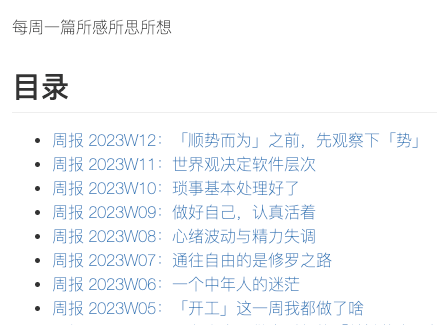 每周一篇所感所思所想
目录
周报 2023W12：「顺势而为」之前，先观察下「势」
周报 2023W11：世界观决定软件层次
周报 2023W10：琐事基本处理好了
周报 2023W09：做好自己，认真活着
周报 2023W08：心绪波动与精力失调
周报 2023W07：通往自由的是修罗之路
周报 2023W06：一个中年人的迷茫
周报 2023W05：「开工」这一周我都做了啥